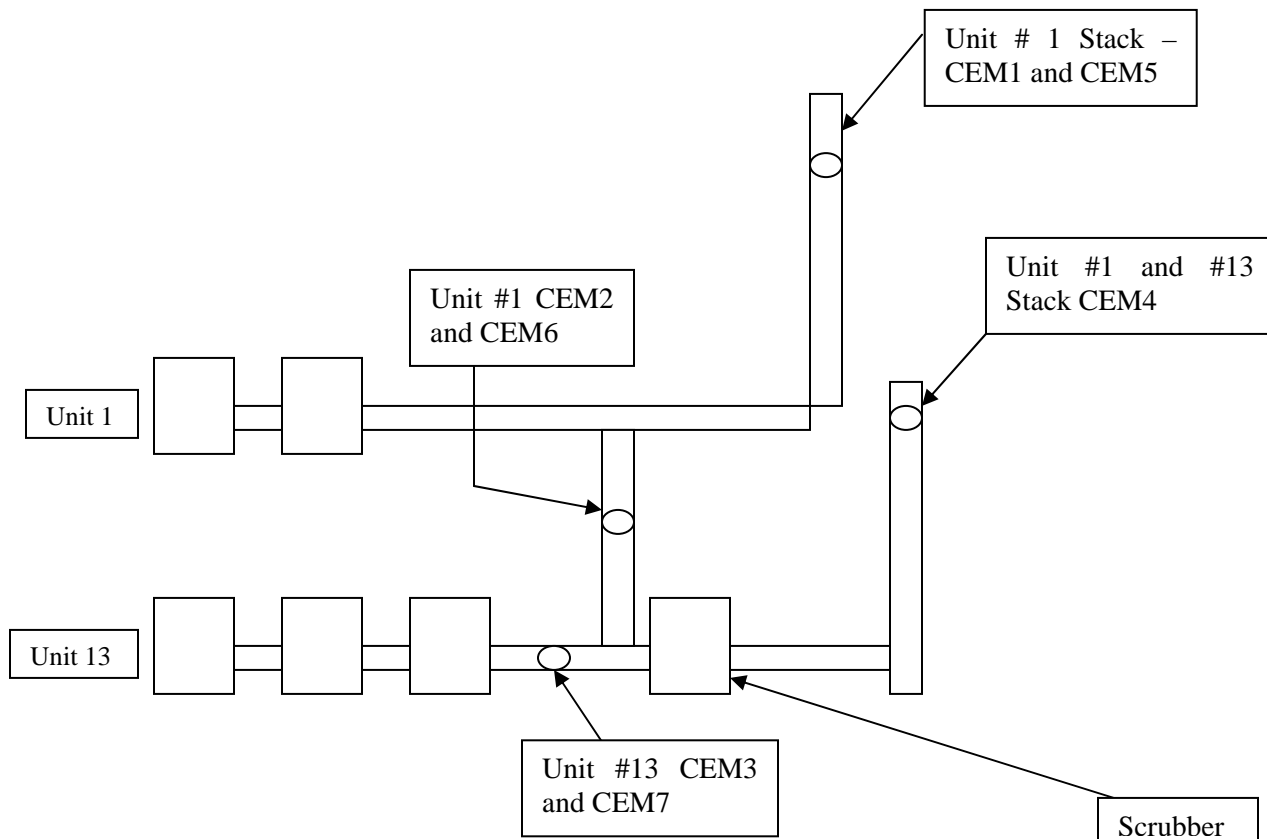 Unit # 1 Stack –
CEM1 and CEM5
Unit #1 and #13
Stack CEM4
Unit #1 CEM2
and CEM6
Unit 1
Unit 13
Unit #13 CEM3
and CEM7
Scrubber